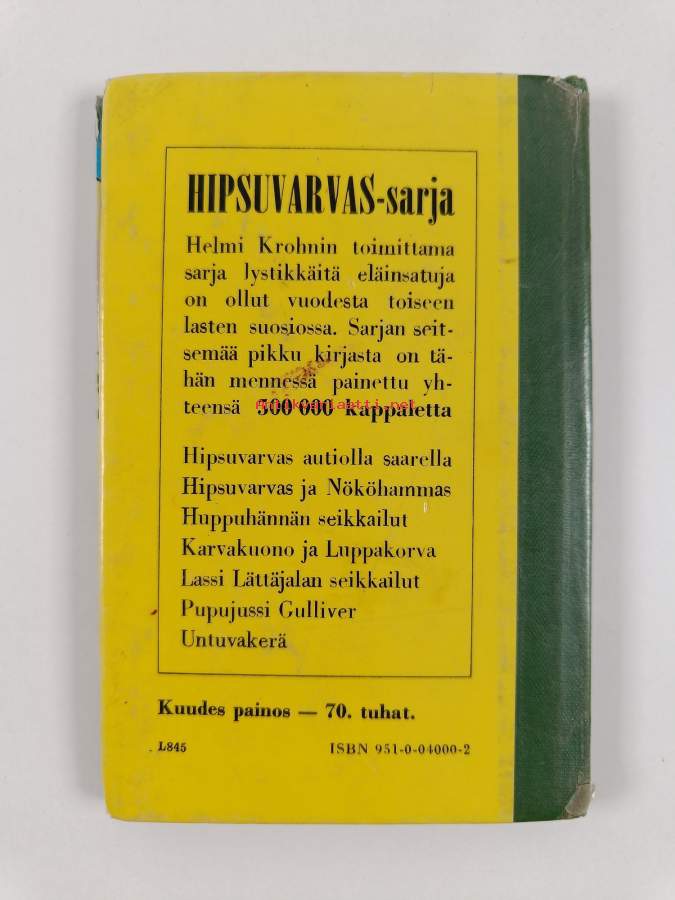 HIPSUVARVAS-sarja
Helmi Krohnin toimittama
sarja lystikkäitä eläinsatuja
on ollut vuodesta toiseen
lasten suosiossa. Sarjan seit-
semää pikku kirjasta on tä-
hän mennessä painettu yh-
teensä 500 000 kappaletta
Antikvariaatti.net
Hipsuvarvas autiolla saarella
Hipsuvarvas ja Nököhammas
Huppuhännän seikkailut
Karvakuono ja Luppakorva
Lassi Lättäjalan seikkailut
Pupujussi Gulliver
Untuvakerä
Kuudes painos — 70. tuhat.
L845 ISBN 951-0-04000-2